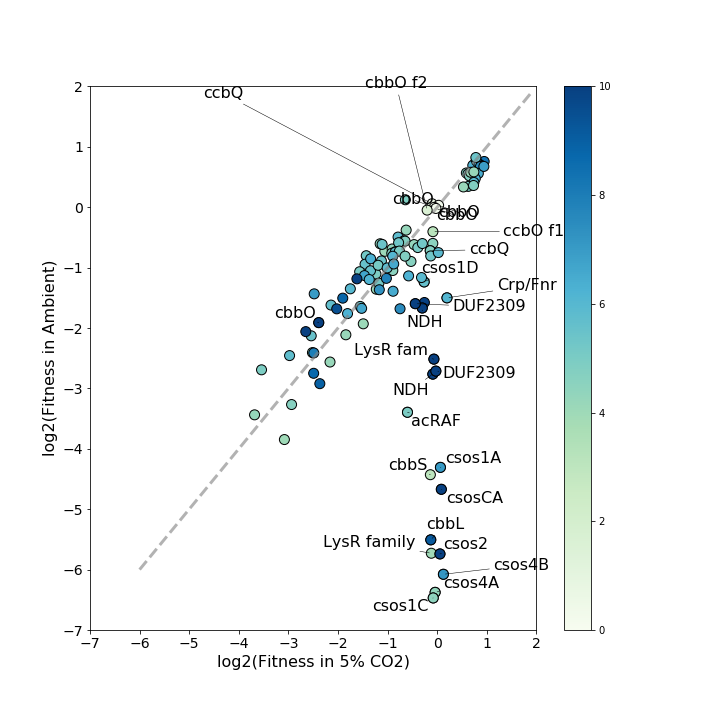 cbbO f2
ccbQ
cbbO
cbbO
cbbO
ccbO f1
ccbQ
csos1D
Crp/Fnr
DUF2309
cbbO
NDH
LysR fam
DUF2309
NDH
acRAF
csos1A
cbbS
csosCA
cbbL
LysR family
csos2
csos4B
csos4A
csos1C
log2(Fitness in Ambient)
2
1
0
−1
−2
−3
−4
−5
−6
−7
−7 −6 −5 −4 −3 −2 −1 0 1 2
log2(Fitness in 5% CO2)
10
8
6
4
2
0